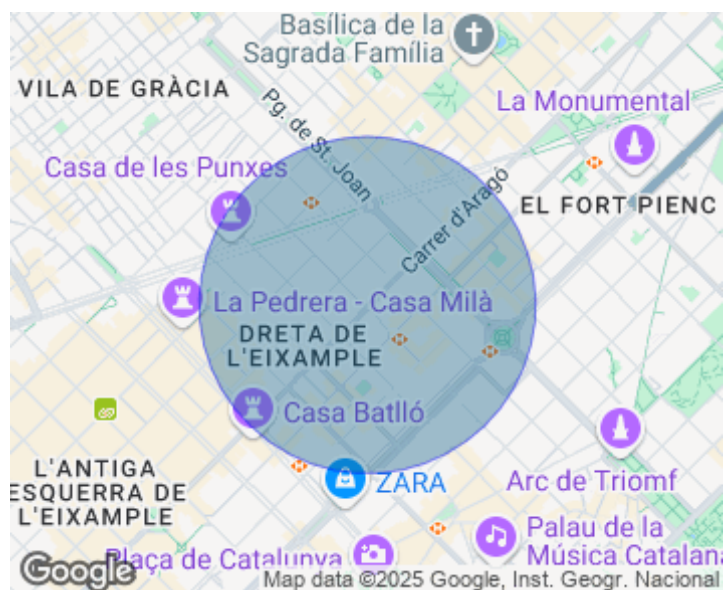 Basílica de la
Sagrada Família
VILA DE GRÀCIA
La Monumental
Pg. de St. Joan
Casa de les Punxes
EL FORT PIENC
Carrer d'Aragó
La Pedrera - Casa Milà
DRETA DE
L'EIXAMPLE
Casa Batlló
L'ANTIGA
ESQUERRA DE
L'EIXAMPLE
ZARA
Arc de Triomf
Plaça de Catalunya
Palau de la
Música Catalana
Google
Map data ©2025 Google, Inst. Geogr. Nacional